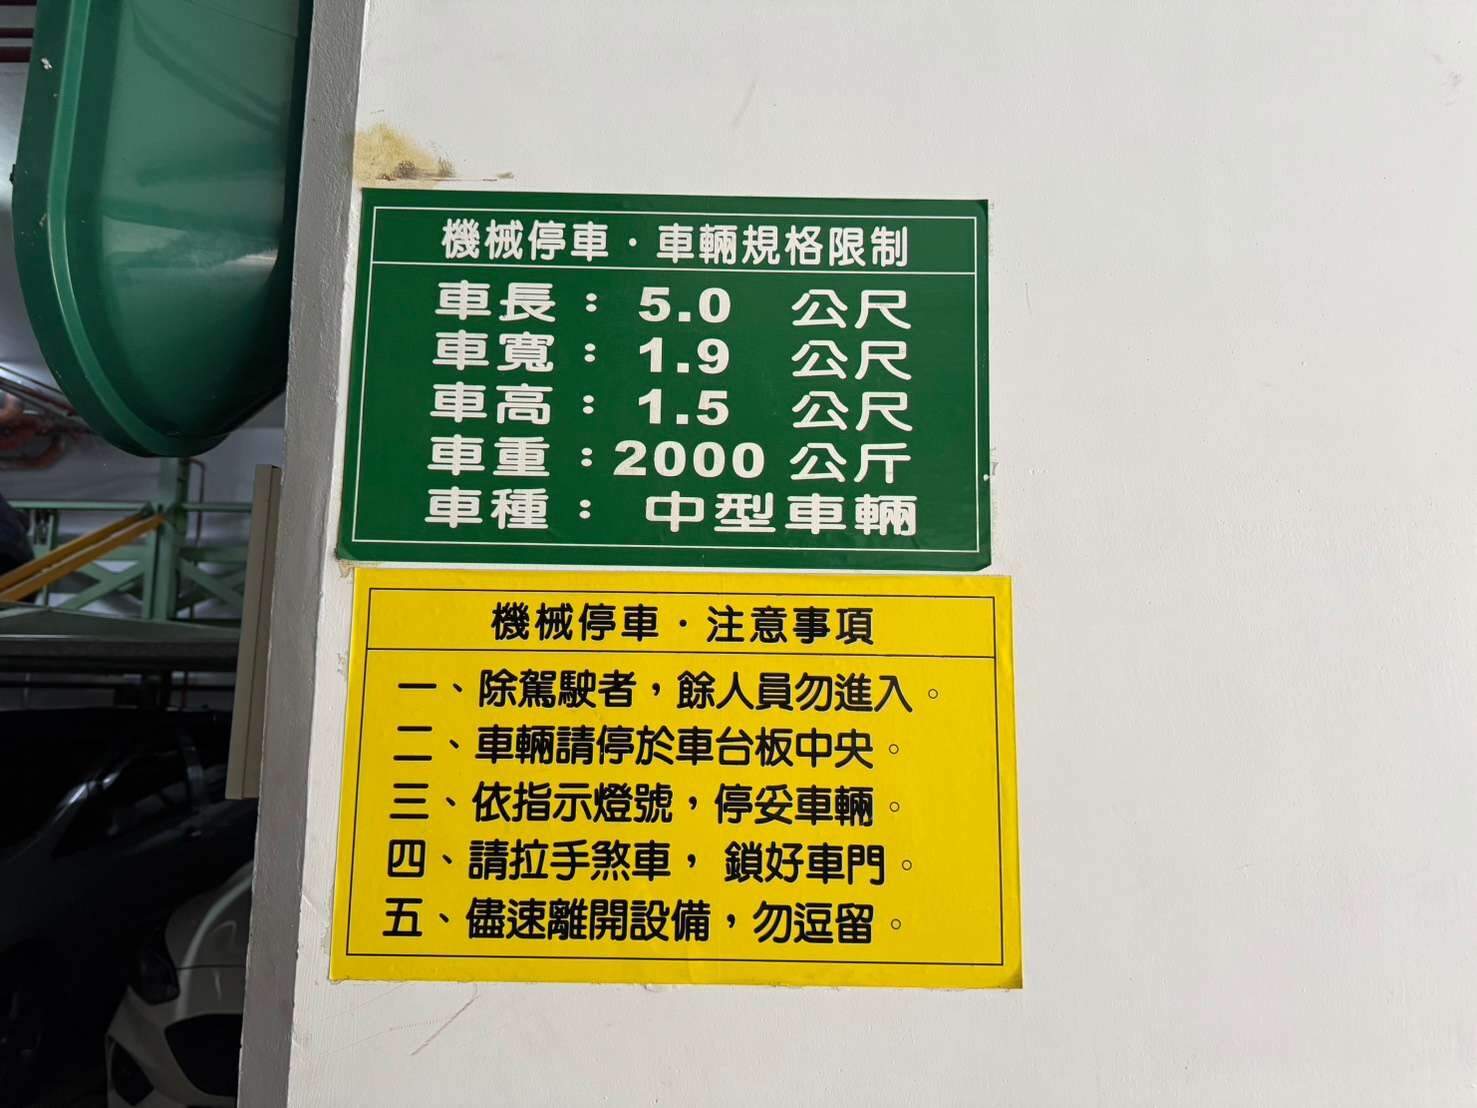 機械停車・車輛規格限制
車長：5.0 公尺
車寬：1.9 公尺
車高：1.5 公尺
車重：2000 公斤
車種：中型車輛
機械停車・注意事項
一、除駕駛者，餘人員勿進入。
二、車輛請停於車台板中央。
三、依指示燈號，停妥車輛。
四、請拉手煞車，鎖好車門。
五、儘速離開設備，勿逗留。